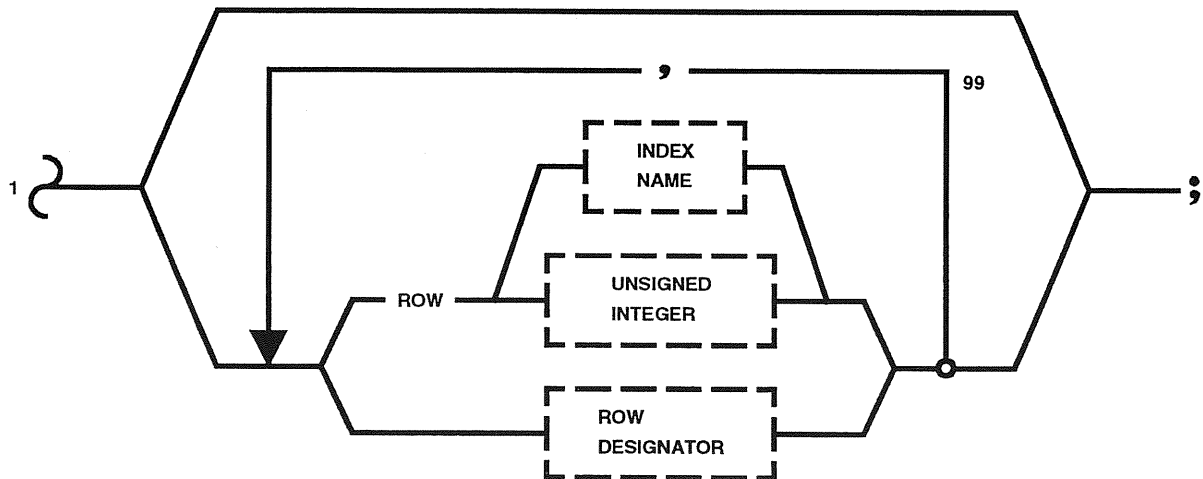 ,
99
INDEX
NAME
1
;
ROW
UNSIGNED
INTEGER
ROW
DESIGNATOR